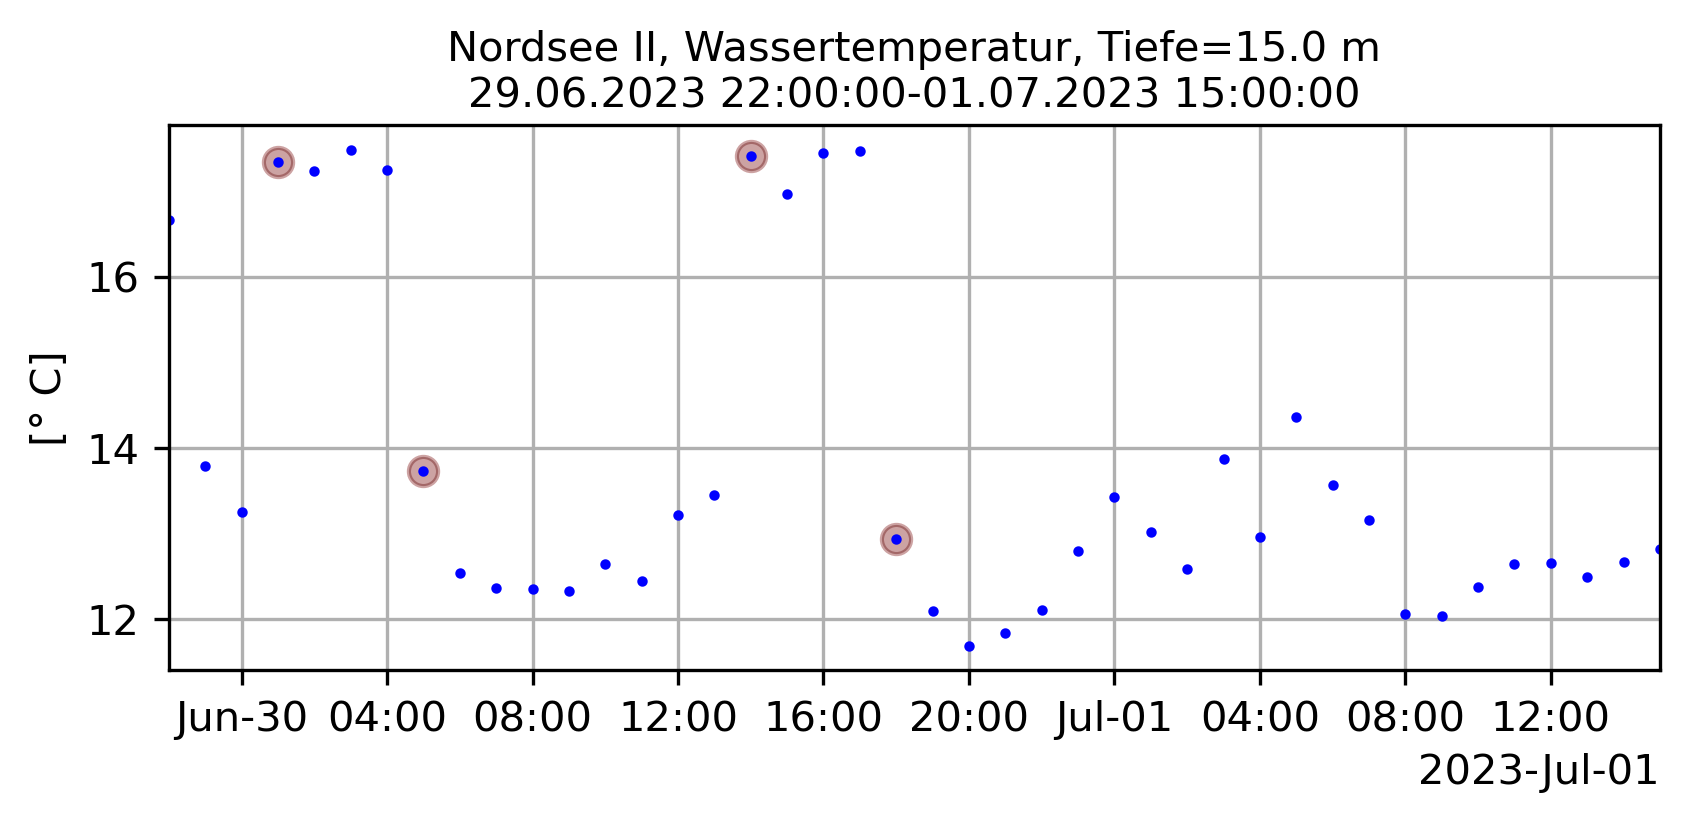 Nordsee II, Wassertemperatur, Tiefe=15.0 m
29.06.2023 22:00:00-01.07.2023 15:00:00
[° C]
16
14
12
Jun-30 04:00 08:00 12:00 16:00 20:00 Jul-01 04:00 08:00 12:00
2023-Jul-01